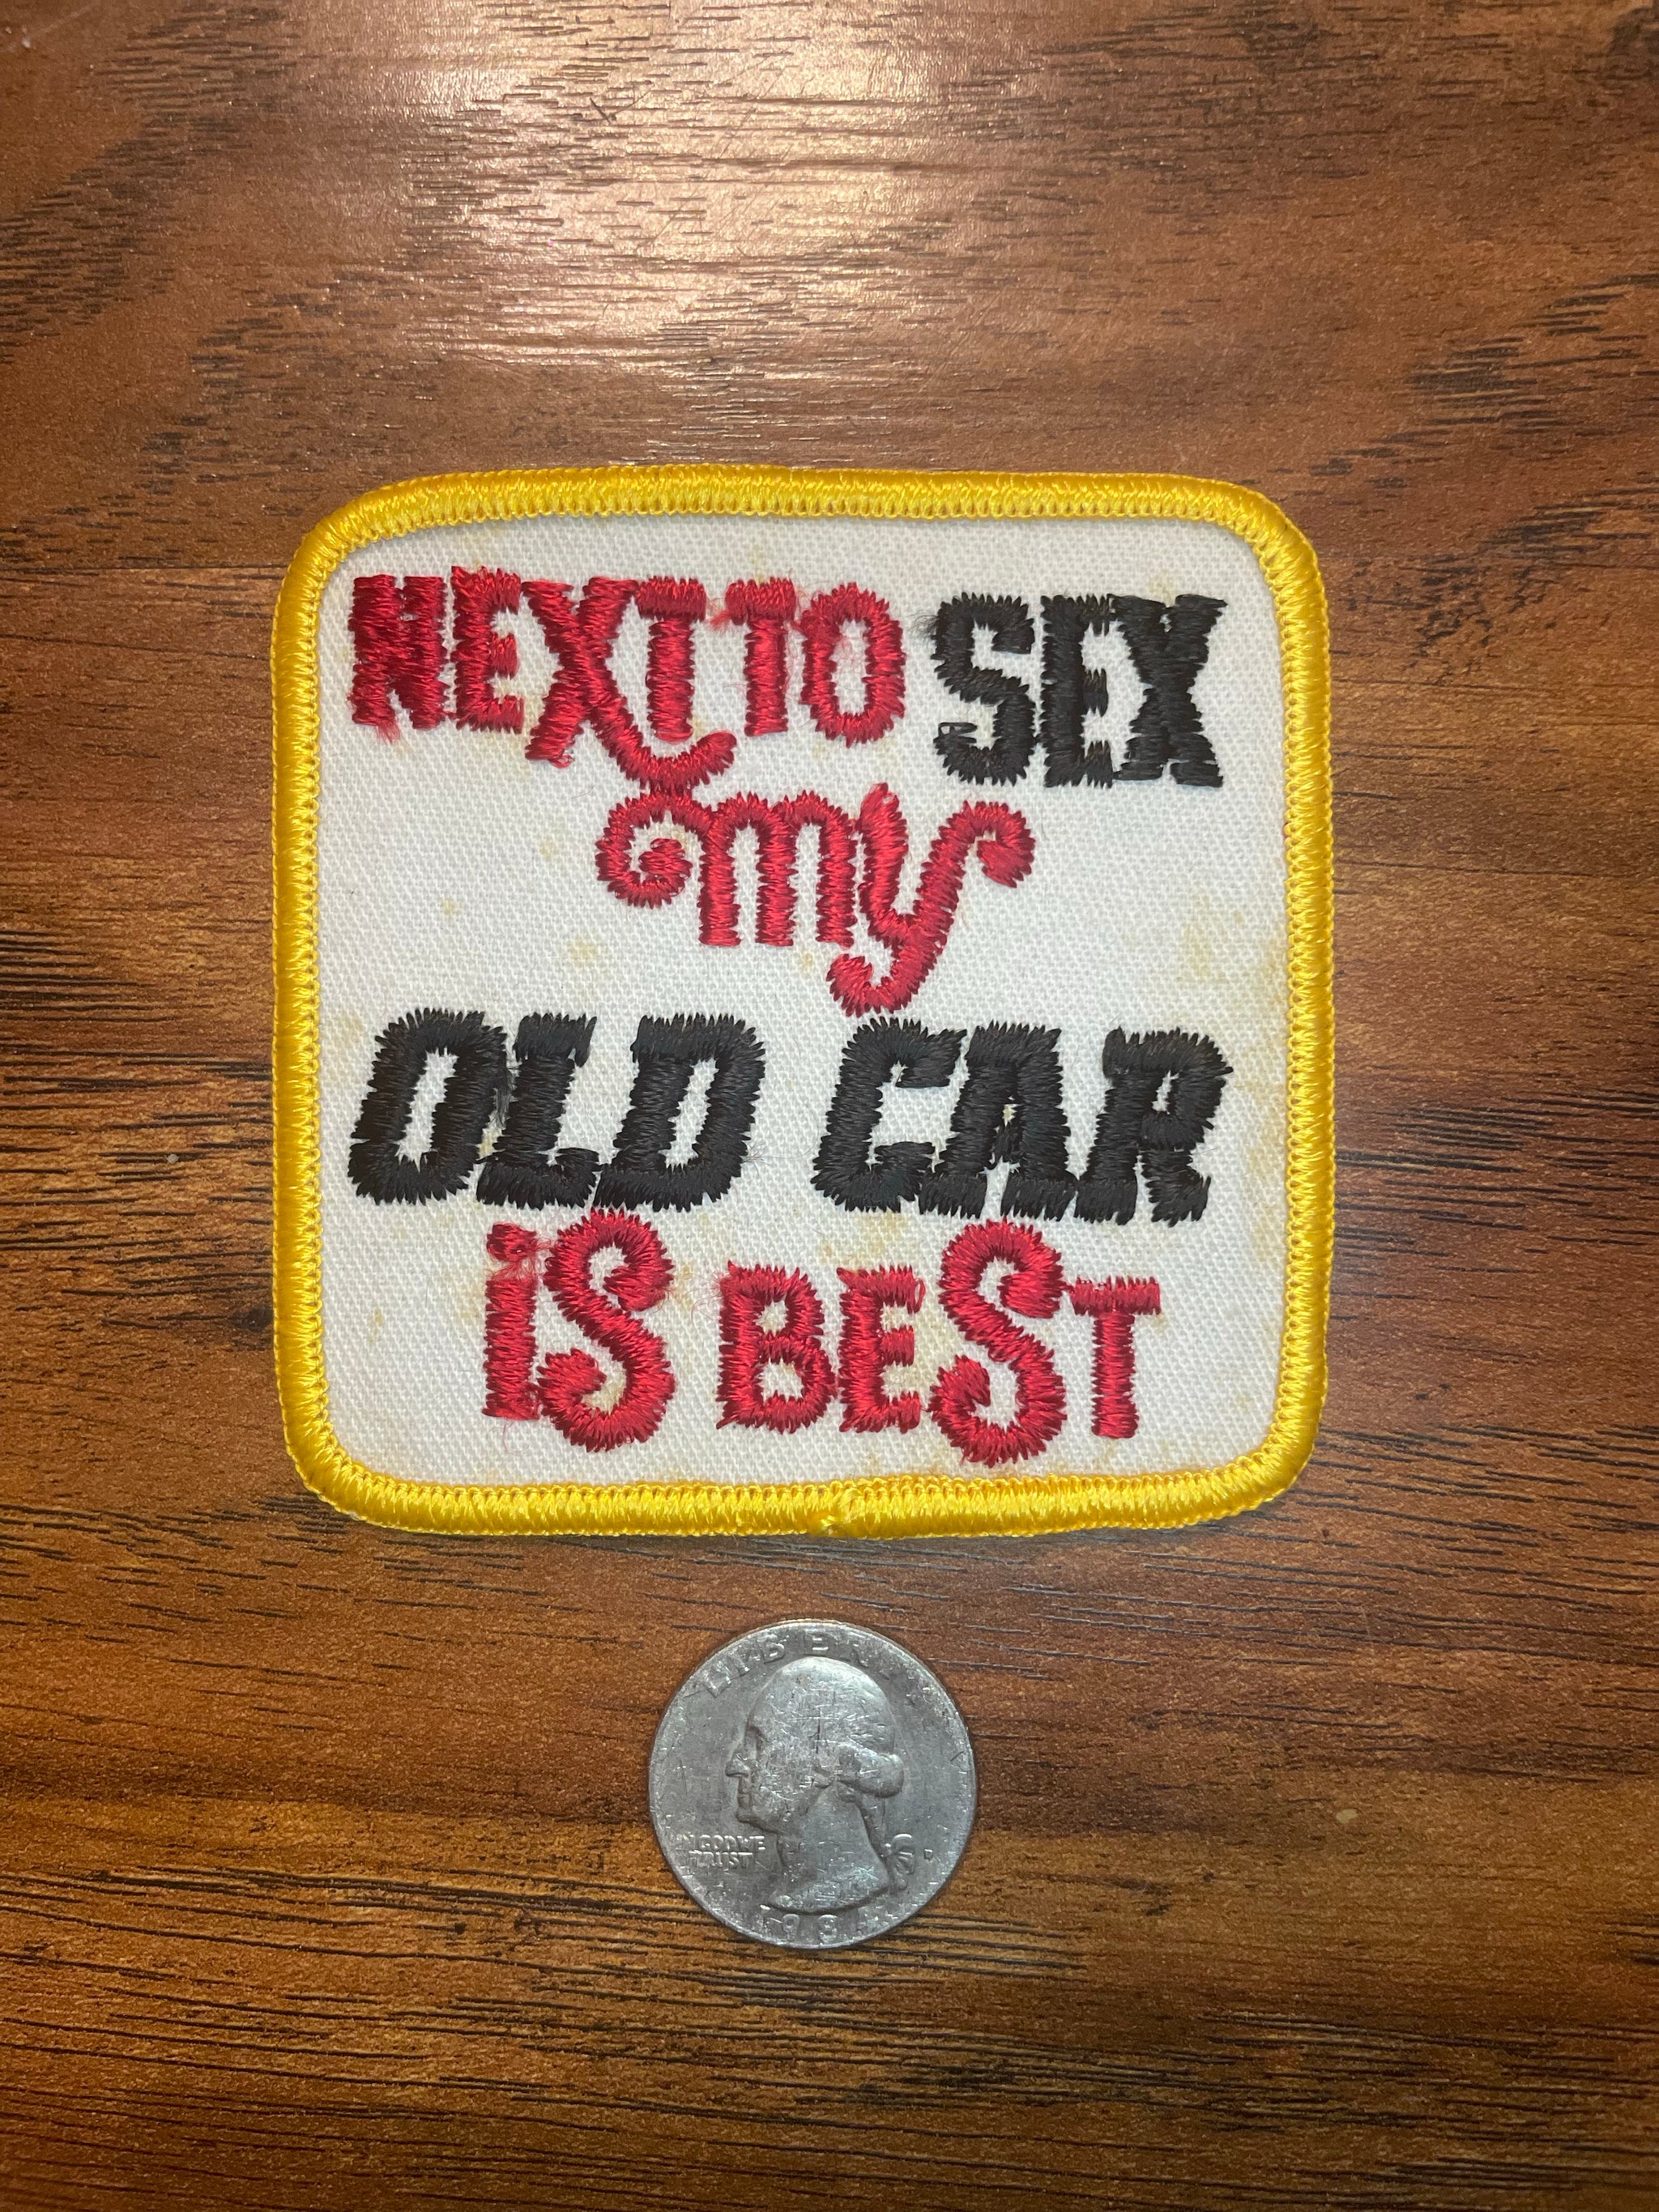 NEXT TO SEX
my
OLD CAR
iS BEST
LIBERTY
IN GOD WE
TRUST
D